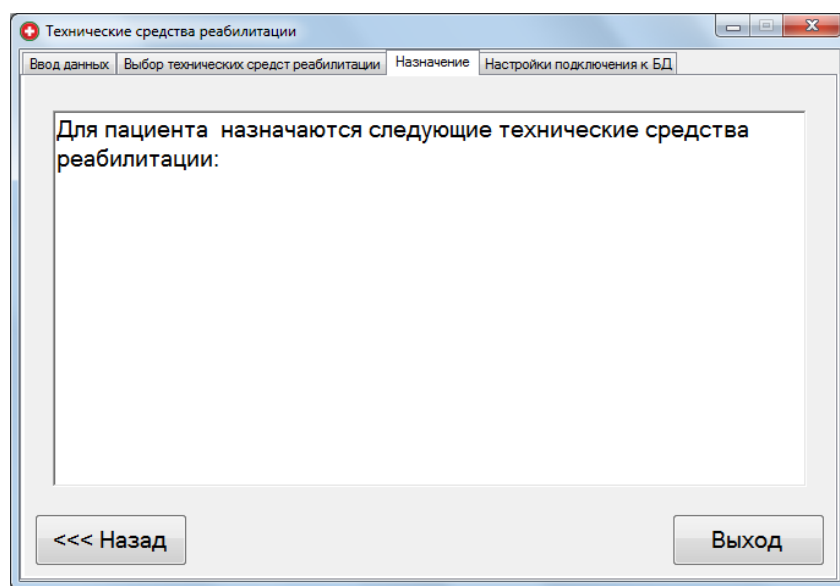 Технические средства реабилитации
Ввод данных Выбор технических средст реабилитации Назначение Настройки подключения к БД
Для пациента  назначаются следующие технические средства
реабилитации:
<<< Назад Выход